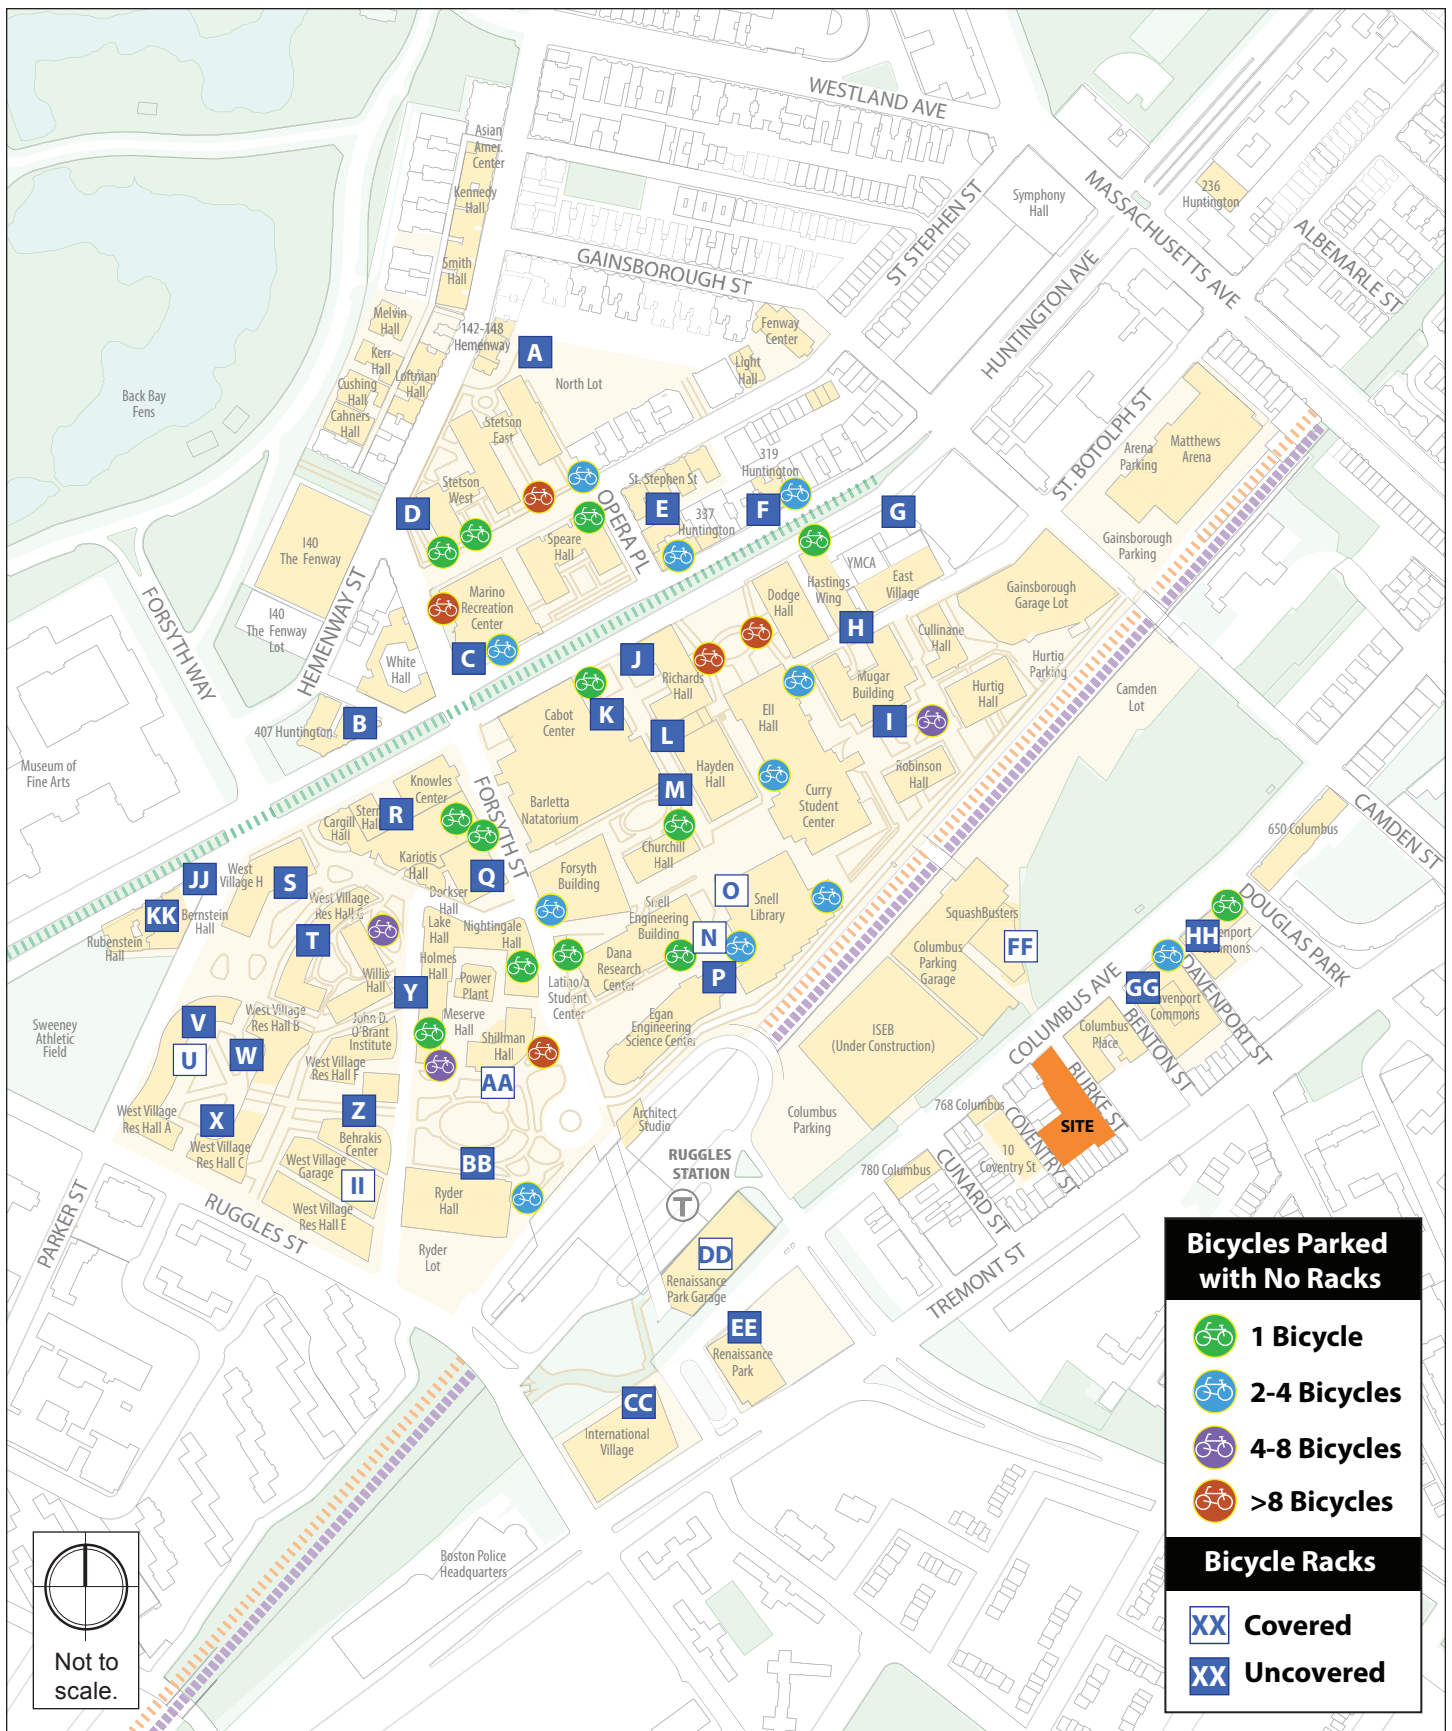 WESTLAND AVE
Asian
Amer.
Center
Kennedy
Hall
Smith
Hall
Symphony
Hall
ST STEPHEN ST
MASSACHUSETTS AVE
236
Huntington
ALBEMARLE ST
GAINSBOROUGH ST
HUNTINGTON AVE
Melvin
Hall
142-148
Hemenway
A
Fenway
Center
Kerr
Hall
Loftman
Hall
Cushing
Hall
Cahners
Hall
North Lot
Light
Hall
Back Bay
Fens
Stetson
East
ST. BOTOLPH ST
Arena
Parking
Matthews
Arena
319
Huntington
St. Stephen St
Stetson
West
D
E
F
G
337
Huntington
OPERA PL
Speare
Hall
I40
The Fenway
Gainsborough
Parking
YMCA
East
Village
Hastings
Wing
Dodge
Hall
Gainsborough
Garage Lot
FORSYTH WAY
HEMENWAY ST
I40
The Fenway
Lot
Marino
Recreation
Center
H
Cullinane
Hall
C
White
Hall
J
Richards
Hall
Mugar
Building
Hurtig
Parking
Hurtig
Hall
Camden
Lot
B
407 Huntington
Cabot
Center
K
L
Ell
Hall
I
Museum of
Fine Arts
Knowles
Center
FORSYTH ST
Hayden
Hall
Robinson
Hall
M
Barletta
Natatorium
Curry
Student
Center
R
Cargill
Hall
CAMDEN ST
650 Columbus
Churchill
Hall
Kariotis
Hall
JJ
West
Village H
S
Q
Forsyth
Building
Dockser
Hall
O
Snell
Library
DOUGLAS PARK
KK
Bernstein
Hall
Rubenstein
Hall
T
Lake
Hall
Nightingale
Hall
Snell
Engineering
Building
N
SquashBusters
FF
HH
Holmes
Hall
Willis
Hall
Power
Plant
Dana
Research
Center
P
Columbus
Parking
Garage
GG
DAVENPORT ST
Y
Latino/a
Student
Center
V
U
W
West Village
Res Hall B
John D.
O'Brant
Institute
Meserve
Hall
Shillman
Hall
Egan
Engineering
Science Center
ISEB
(Under Construction)
COLUMBUS AVE
Columbus
Place
BENTON ST
Sweeney
Athletic
Field
West Village
Res Hall F
AA
BURKE ST
West Village
Res Hall A
X
West Village
Res Hall C
Z
Behrakis
Center
Architect
Studio
Columbus
Parking
768 Columbus
COVENTRY ST
SITE
10
Coventry St
CUNARD ST
780 Columbus
RUGGLES
STATION
T
West Village
Garage
II
BB
Ryder
Hall
West Village
Res Hall E
PARKER ST
RUGGLES ST
Ryder
Lot
DD
Renaissance
Park Garage
TREMONT ST
EE
Renaissance
Park
CC
International
Village
Boston Police
Headquarters
Bicycles Parked
with No Racks
1 Bicycle
2-4 Bicycles
4-8 Bicycles
>8 Bicycles
Bicycle Racks
XX Covered
XX Uncovered
Not to
scale.